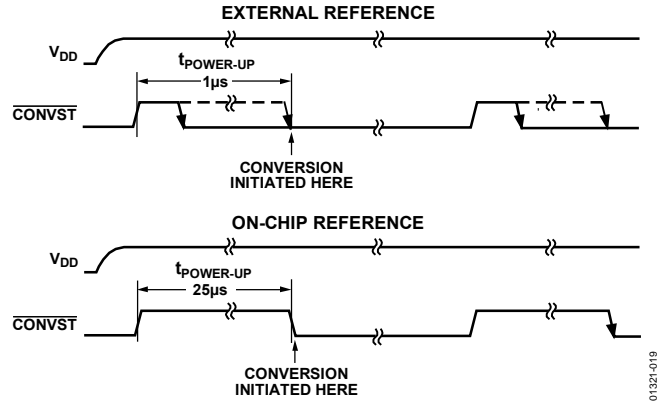 EXTERNAL REFERENCE
VDD
tPOWER-UP
1µs
CONVST
CONVERSION
INITIATED HERE
ON-CHIP REFERENCE
VDD
tPOWER-UP
25µs
CONVST
CONVERSION
INITIATED HERE
01321-019